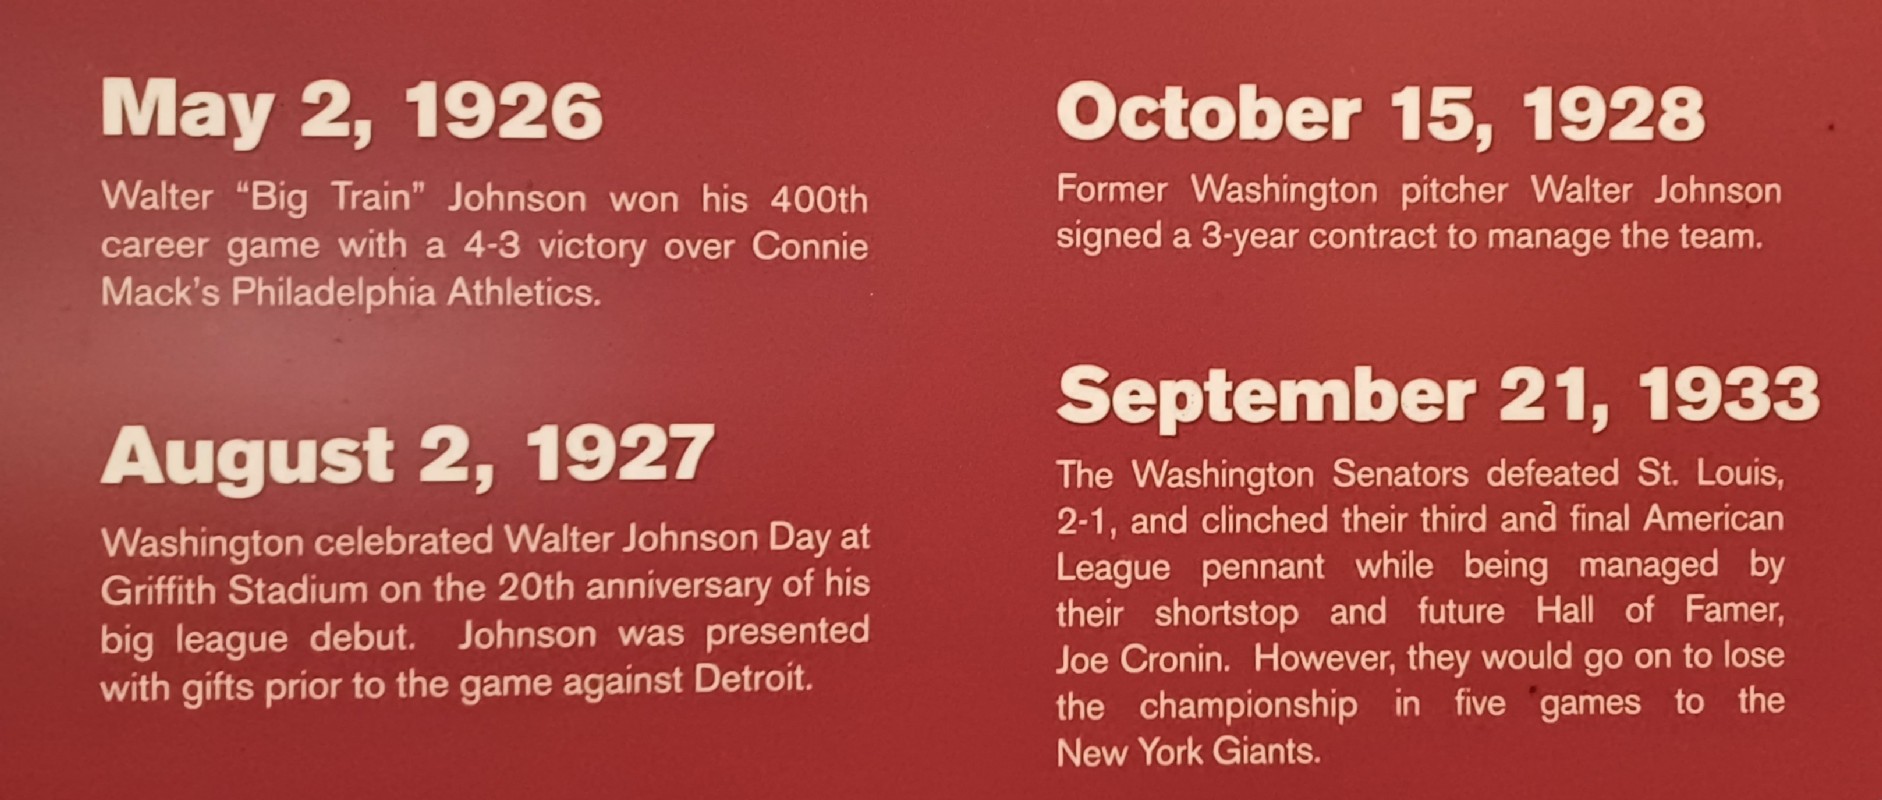 May 2, 1926
Walter “Big Train” Johnson won his 400th
career game with a 4-3 victory over Connie
Mack’s Philadelphia Athletics.
August 2, 1927
Washington celebrated Walter Johnson Day at
Griffith Stadium on the 20th anniversary of his
big league debut. Johnson was presented
with gifts prior to the game against Detroit.
October 15, 1928
Former Washington pitcher Walter Johnson
signed a 3-year contract to manage the team.
September 21, 1933
The Washington Senators defeated St. Louis,
2-1, and clinched their third and final American
League pennant while being managed by
their shortstop and future Hall of Famer,
Joe Cronin. However, they would go on to lose
the championship in five games to the
New York Giants.